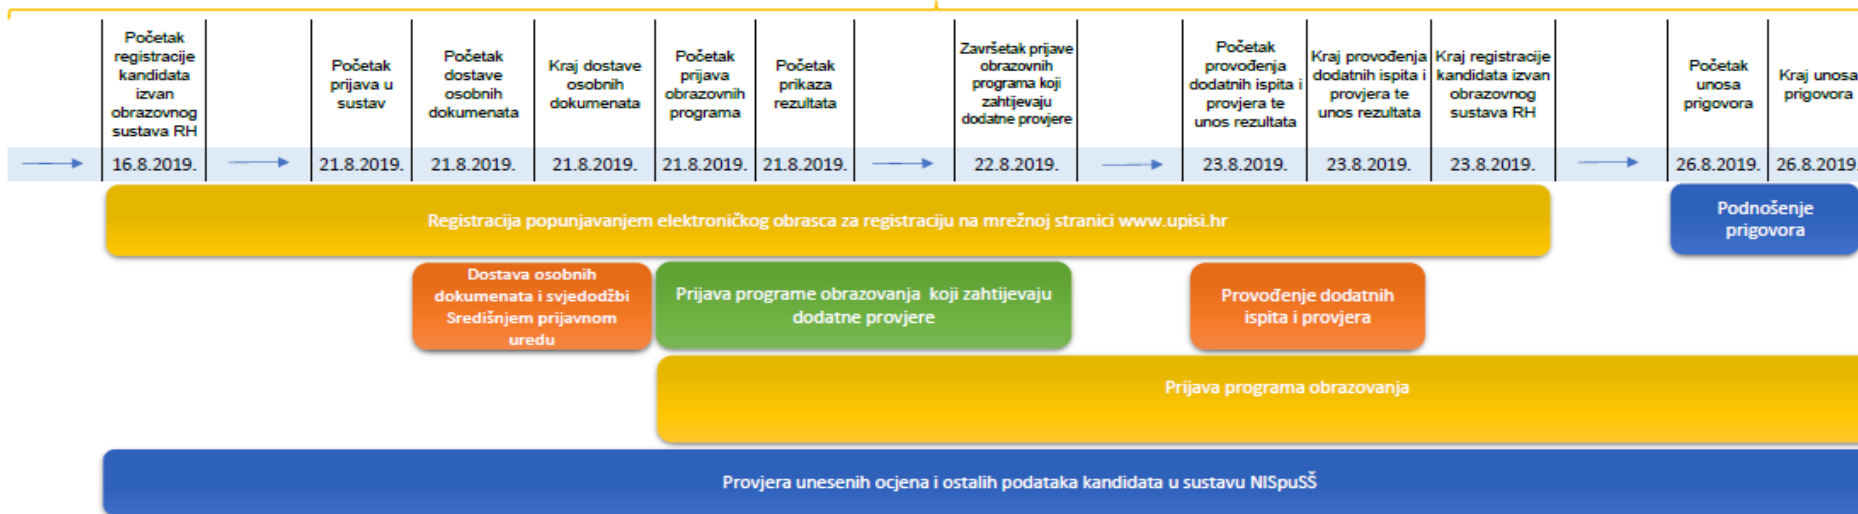 Početak
registracije
kandidata
izvan
obrazovnog
sustava RH
Početak
prijava u
sustav
Početak
dostave
osobnih
dokumenata
Kraj dostave
osobnih
dokumenata
Početak
prijava
obrazovnih
programa
Početak
prikaza
rezultata
Završetak prijave
obrazovnih
programa koji
zahtijevaju
dodatne provjere
Početak
provođenja
dodatnih ispita i
provjera te
unos rezultata
Kraj provođenja
dodatnih ispita i
provjera te
unos rezultata
Kraj registracije
kandidata izvan
obrazovnog
sustava RH
Početak
unosa
prigovora
Kraj unosa
prigovora
16.8.2019. 21.8.2019. 21.8.2019. 21.8.2019. 21.8.2019. 21.8.2019. 22.8.2019. 23.8.2019. 23.8.2019. 23.8.2019. 26.8.2019. 26.8.2019.
Registracija popunjavanjem elektroničkog obrasca za registraciju na mrežnoj stranici www.upisi.hr
Podnošenje
prigovora
Dostava osobnih
dokumenata i svjedodžbi
Središnjem prijavnom
uredu
Prijava programe obrazovanja koji zahtijevaju
dodatne provjere
Provođenje dodatnih
ispita i provjera
Prijava programa obrazovanja
Provjera unesenih ocjena i ostalih podataka kandidata u sustavu NISpuSŠ